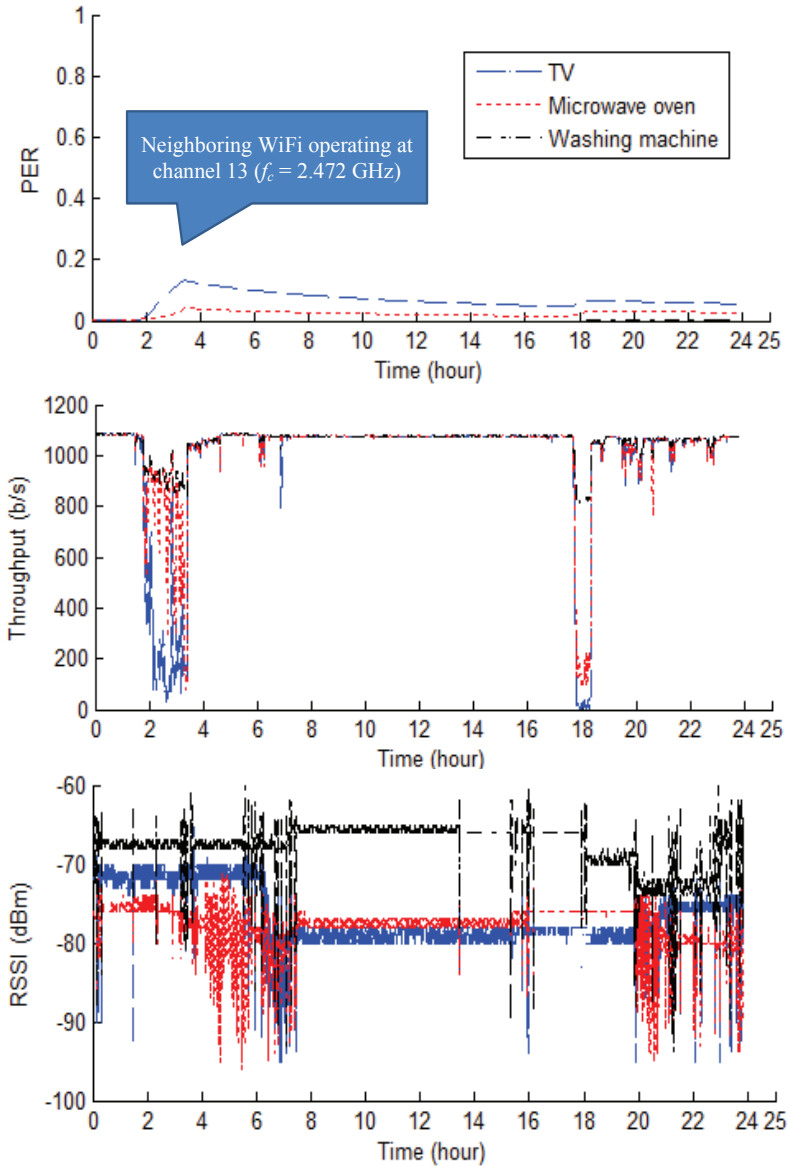 1
0.8
0.6
0.4
0.2
0
PER
TV
Microwave oven
Washing machine
Neighboring WiFi operating at
channel 13 (fc = 2.472 GHz)
0 2 4 6 8 10 12 14 16 18 20 22 24 25
Time (hour)
1200
1000
800
600
400
200
0
Throughput (b/s)
0 2 4 6 8 10 12 14 16 18 20 22 24 25
Time (hour)
-60
-70
-80
-90
-100
RSSI (dBm)
0 2 4 6 8 10 12 14 16 18 20 22 24 25
Time (hour)